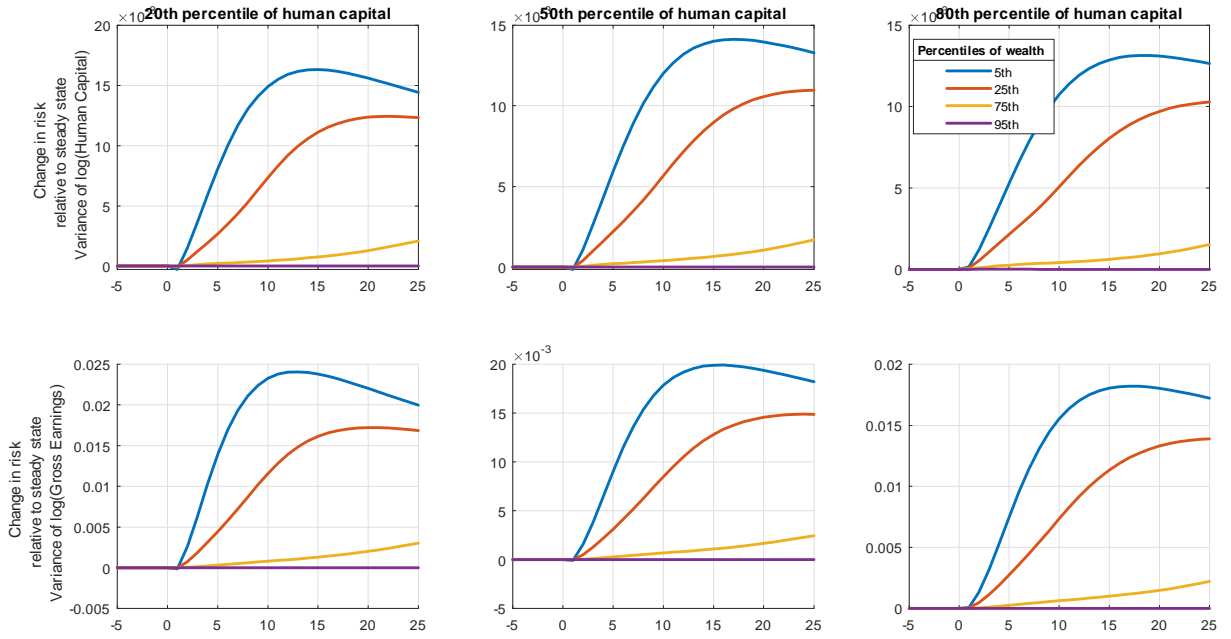 20th percentile of human capital
50th percentile of human capital
80th percentile of human capital
Change in risk
relative to steady state
Variance of log(Human Capital)
20
15
10
5
0
-5 0 5 10 15 20 25
15
10
5
0
-5 0 5 10 15 20 25
15
10
5
0
-5 0 5 10 15 20 25
Percentiles of wealth
5th
25th
75th
95th
Change in risk
relative to steady state
Variance of log(Gross Earnings)
0.025
0.02
0.015
0.01
0.005
0
-0.005
-5 0 5 10 15 20 25
×10⁻³
20
15
10
5
0
-5
-5 0 5 10 15 20 25
0.02
0.015
0.01
0.005
0
-5 0 5 10 15 20 25